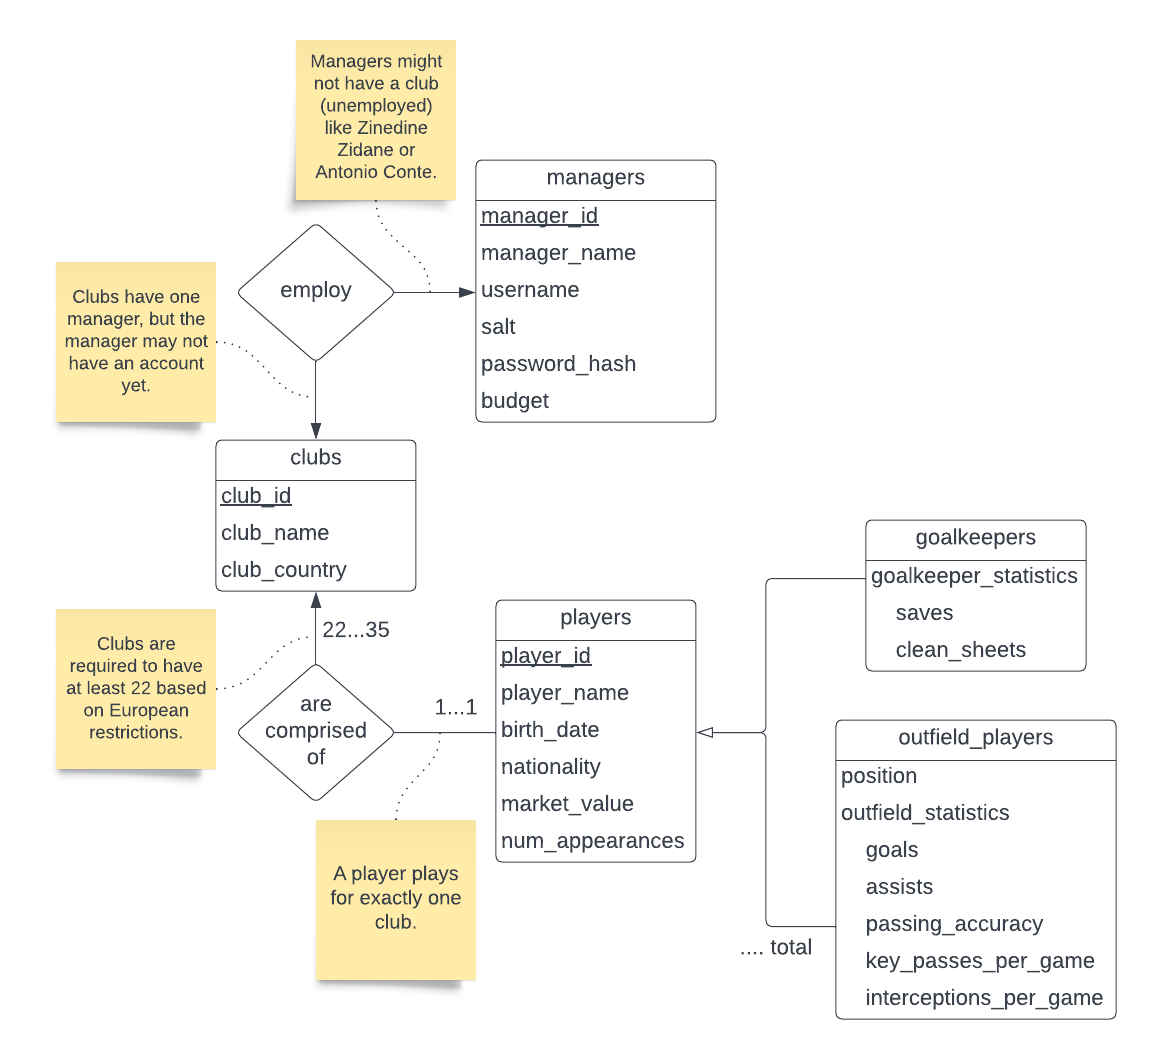 Managers might
not have a club
(unemployed)
like Zinedine
Zidane or
Antonio Conte.
managers
manager_id
manager_name
username
salt
password_hash
budget
employ
Clubs have one
manager, but the
manager may not
have an account
yet.
clubs
club_id
club_name
club_country
22...35
Clubs are
required to have
at least 22 based
on European
restrictions.
are
comprised
of
1...1
players
player_id
player_name
birth_date
nationality
market_value
num_appearances
A player plays
for exactly one
club.
goalkeepers
goalkeeper_statistics
saves
clean_sheets
outfield_players
position
outfield_statistics
goals
assists
passing_accuracy
key_passes_per_game
interceptions_per_game
.... total